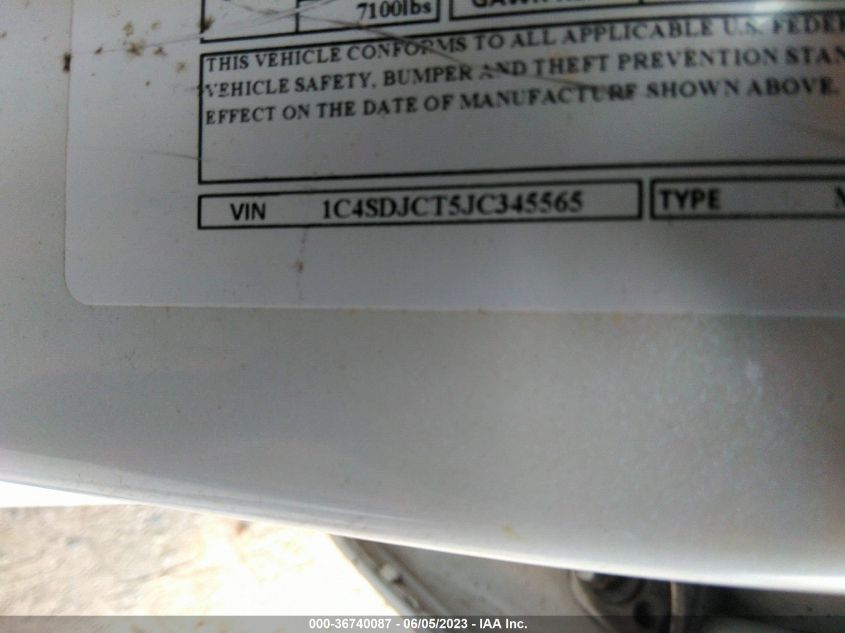 7100lbs
THIS VEHICLE CONFORMS TO ALL APPLICABLE U.S. FEDE
VEHICLE SAFETY, BUMPER AND THEFT PREVENTION STAN
EFFECT ON THE DATE OF MANUFACTURE SHOWN ABOVE.
VIN 1C4SDJCT5JC345565 TYPE
000-36740087 - 06/05/2023 - IAA Inc.